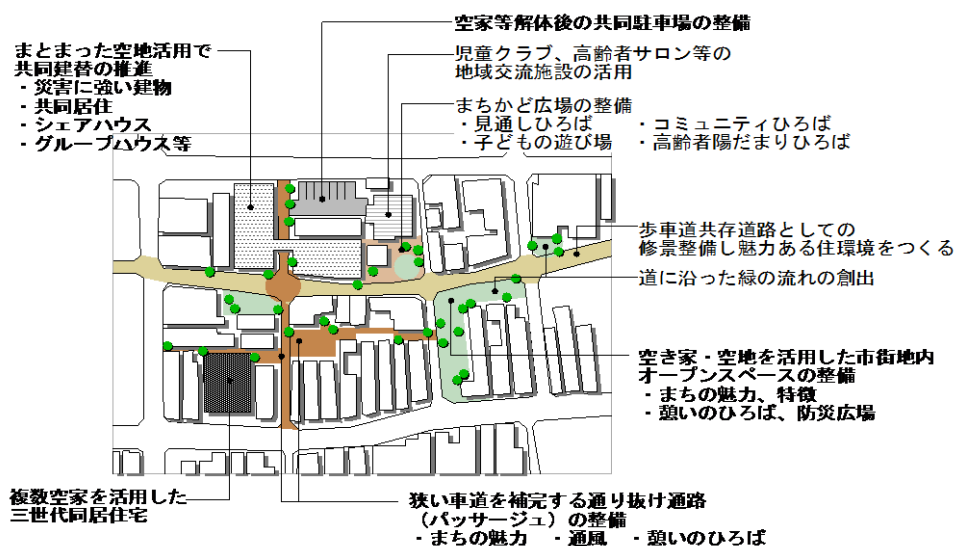 空家等解体後の共同駐車場の整備
まとまった空地活用で
共同建替の推進
・災害に強い建物
・共同居住
・シェアハウス
・グループハウス等
児童クラブ、高齢者サロン等の
地域交流施設の活用
まちかど広場の整備
・見通しひろば ・コミュニティひろば
・子どもの遊び場 ・高齢者陽だまりひろば
歩車道共存道路としての
修景整備し魅力ある住環境をつくる
道に沿った緑の流れの創出
空き家・空地を活用した市街地内
オープンスペースの整備
・まちの魅力、特徴
・憩いのひろば、防災広場
複数空家を活用した
三世代同居住宅
狭い車道を補完する通り抜け通路
（パッサージュ）の整備
・まちの魅力 ・通風 ・憩いのひろば